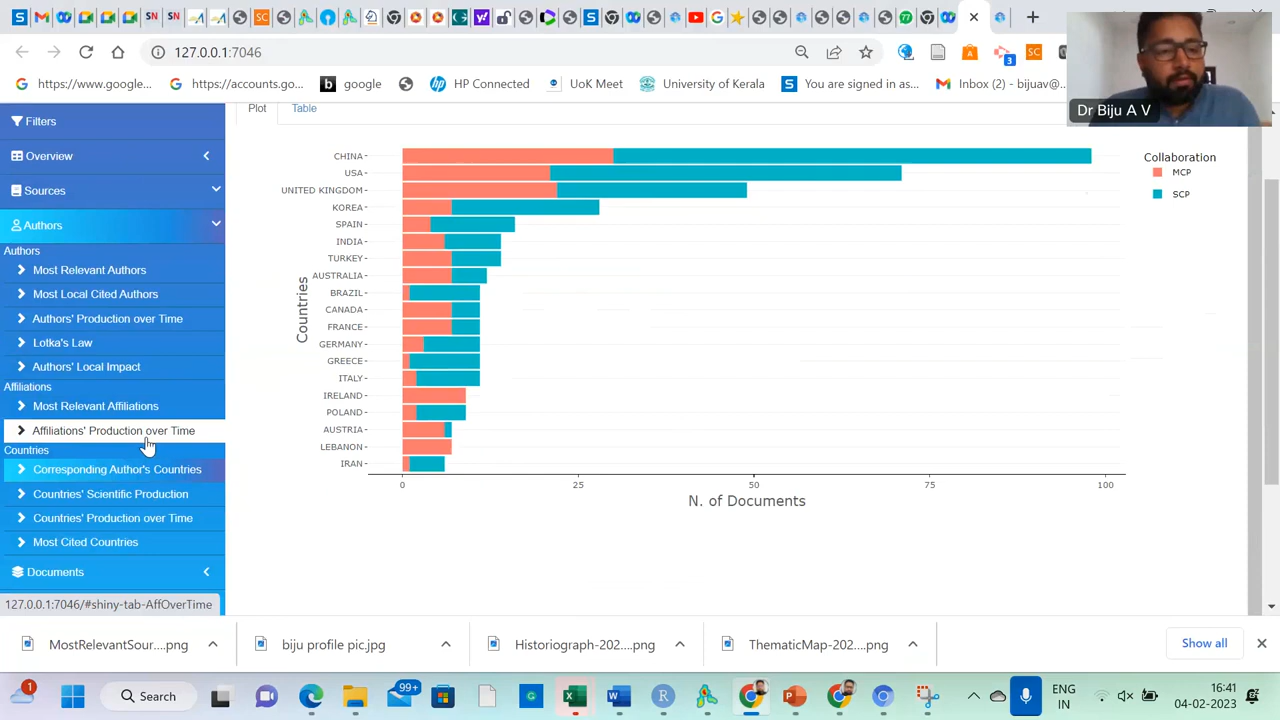 127.0.0.1:7046
3
SC
https://www.google...
https://accounts.go...
google
HP Connected
UoK Meet
University of Kerala
You are signed in as...
Inbox (2) - bijuav@...
Dr Biju A V
Filters
Overview
Sources
Authors
Authors
Most Relevant Authors
Most Local Cited Authors
Authors' Production over Time
Lotka's Law
Authors' Local Impact
Affiliations
Most Relevant Affiliations
Affiliations' Production over Time
Countries
Corresponding Author's Countries
Countries' Scientific Production
Countries' Production over Time
Most Cited Countries
Documents
127.0.0.1:7046/#shiny-tab-AffOverTime
Plot
Table
CHINA
USA
UNITED KINGDOM
KOREA
SPAIN
INDIA
TURKEY
AUSTRALIA
BRAZIL
CANADA
FRANCE
GERMANY
GREECE
ITALY
IRELAND
POLAND
AUSTRIA
LEBANON
IRAN
Countries
0
25
50
75
100
N. of Documents
Collaboration
MCP
SCP
MostRelevantSour....png
biju profile pic.jpg
Historiograph-202....png
ThematicMap-202....png
Show all
1
Search
99+
ENG
IN
16:41
04-02-2023